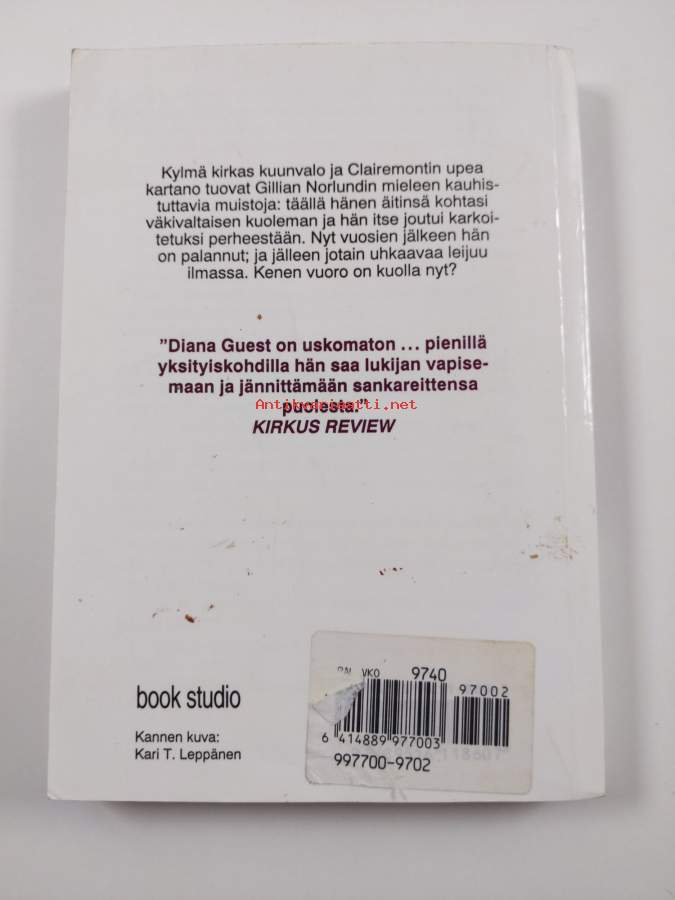 Kylmä kirkas kuunvalo ja Clairemontin upea
kartano tuovat Gillian Norlundin mieleen kauhis-
tuttavia muistoja: täällä hänen äitinsä kohtasi
väkivaltaisen kuoleman ja hän itse joutui karkoi-
tetuksi perheestään. Nyt vuosien jälkeen hän
on palannut; ja jälleen jotain uhkaavaa leijuu
ilmassa. Kenen vuoro on kuolla nyt?
”Diana Guest on uskomaton ... pienillä
yksityiskohdilla hän saa lukijan vapise-
maan ja jännittämään sankareittensa
puolesta.”
Antikvariaatti.net
KIRKUS REVIEW
VKO 9740
97002
book studio
6 414889 977003
Kannen kuva:
Kari T. Leppänen
997700-9702